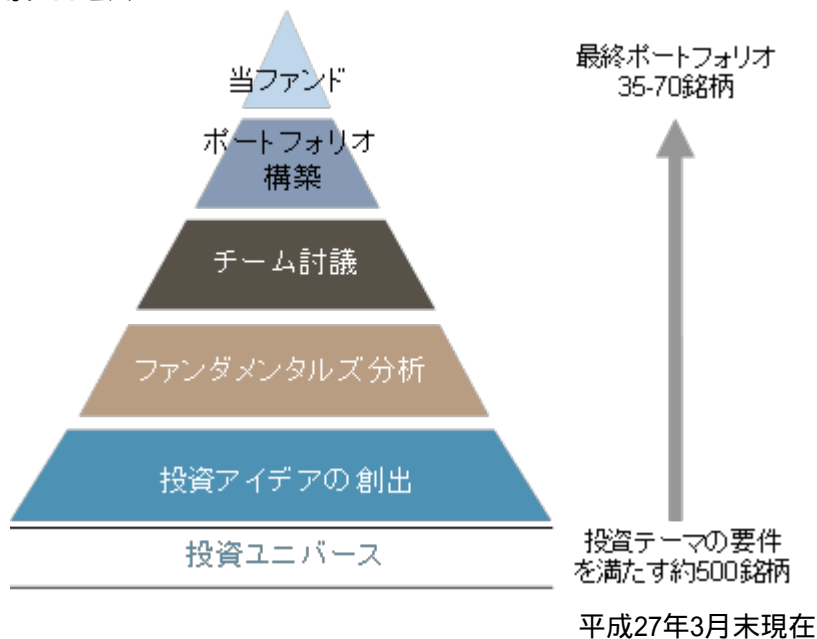 当ファンド
最終ポートフォリオ
35-70銘柄
ポートフォリオ
構築
チーム討議
ファンダメンタルズ分析
投資アイデアの創出
投資ユニバース
投資テーマの要件
を満たす約500銘柄
平成27年3月末現在